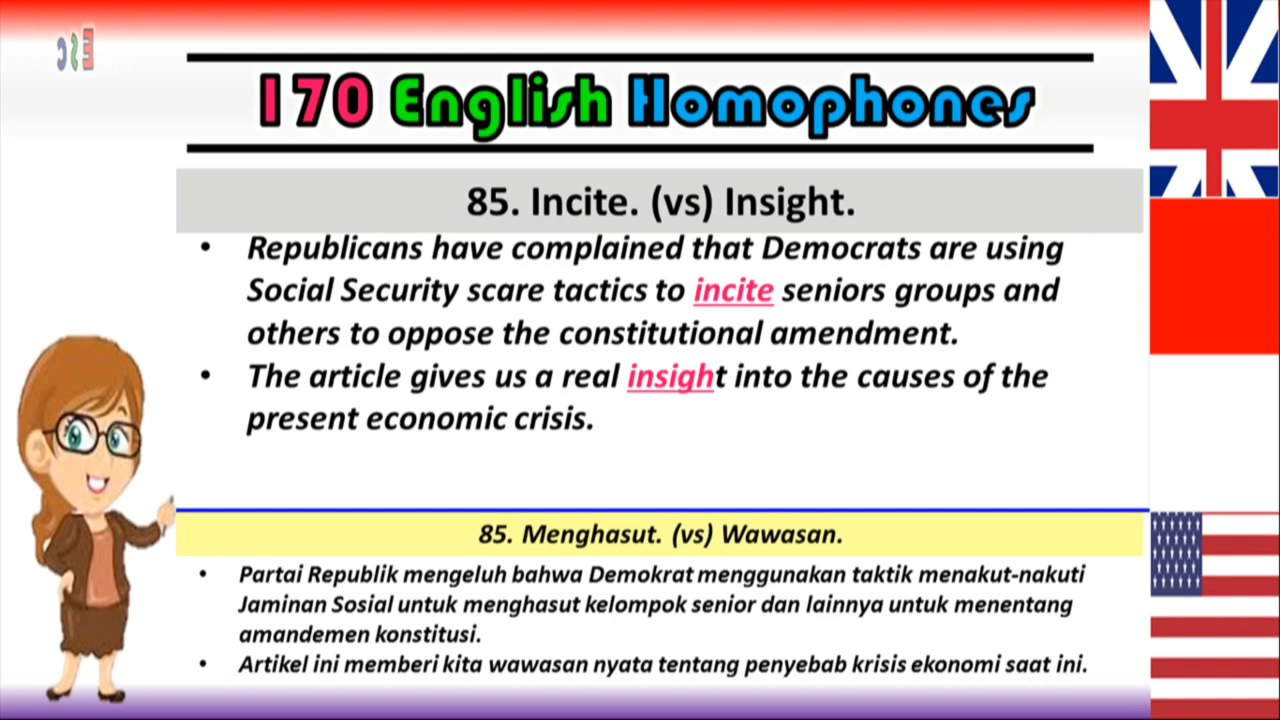 ESC
170 English Homophones
85. Incite. (vs) Insight.
• Republicans have complained that Democrats are using
Social Security scare tactics to incite seniors groups and
others to oppose the constitutional amendment.
• The article gives us a real insight into the causes of the
present economic crisis.
85. Menghasut. (vs) Wawasan.
• Partai Republik mengeluh bahwa Demokrat menggunakan taktik menakut-nakuti
Jaminan Sosial untuk menghasut kelompok senior dan lainnya untuk menentang
amandemen konstitusi.
• Artikel ini memberi kita wawasan nyata tentang penyebab krisis ekonomi saat ini.